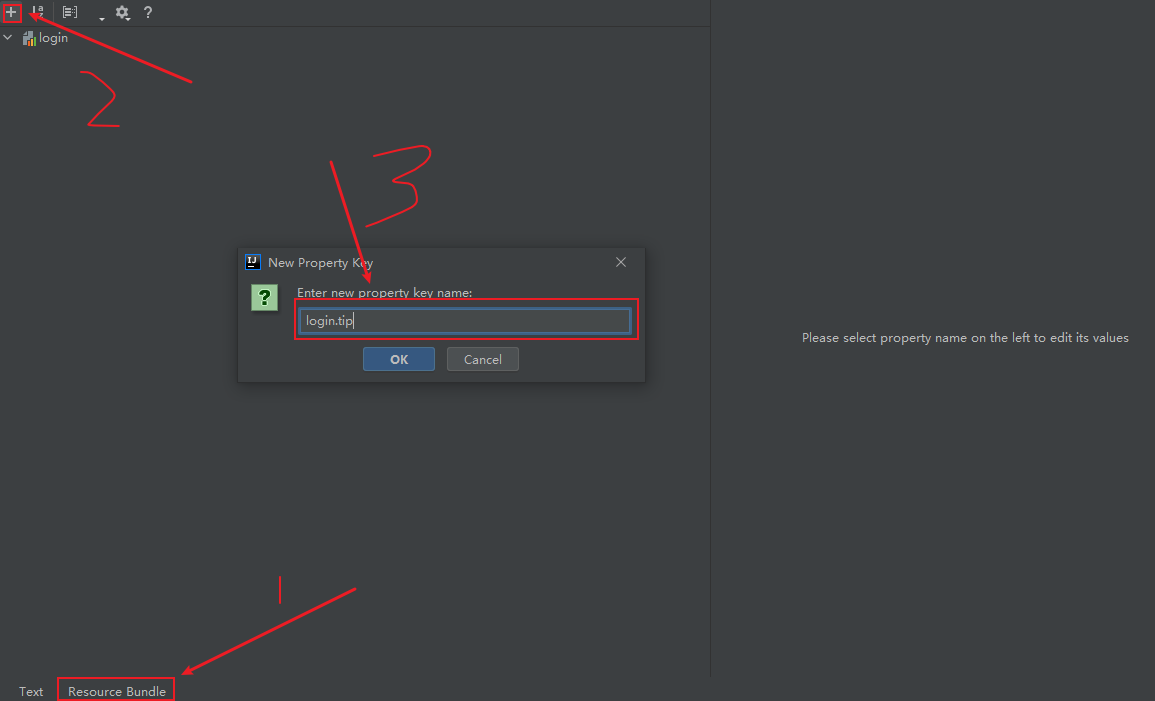 ?
login
2
3
IJ
New Property Key
?
Enter new property key name:
login.tip
OK
Cancel
Please select property name on the left to edit its values
1
Text
Resource Bundle